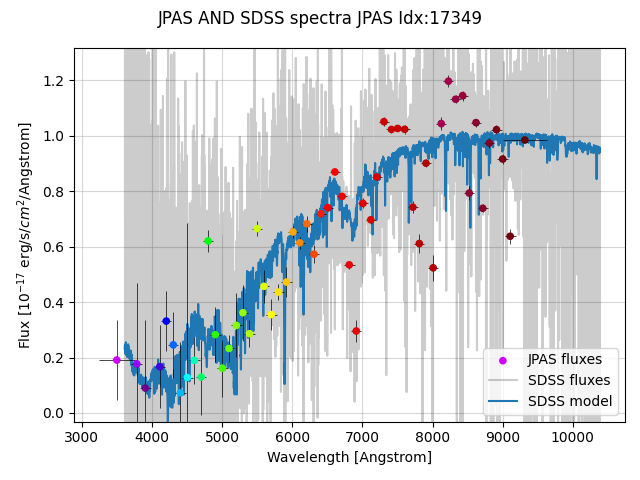 JPAS AND SDSS spectra JPAS Idx:17349
Flux [10⁻¹⁷ erg/s/cm²/Angstrom]
1.2
1.0
0.8
0.6
0.4
0.2
0.0
JPAS fluxes
SDSS fluxes
SDSS model
3000 4000 5000 6000 7000 8000 9000 10000
Wavelength [Angstrom]